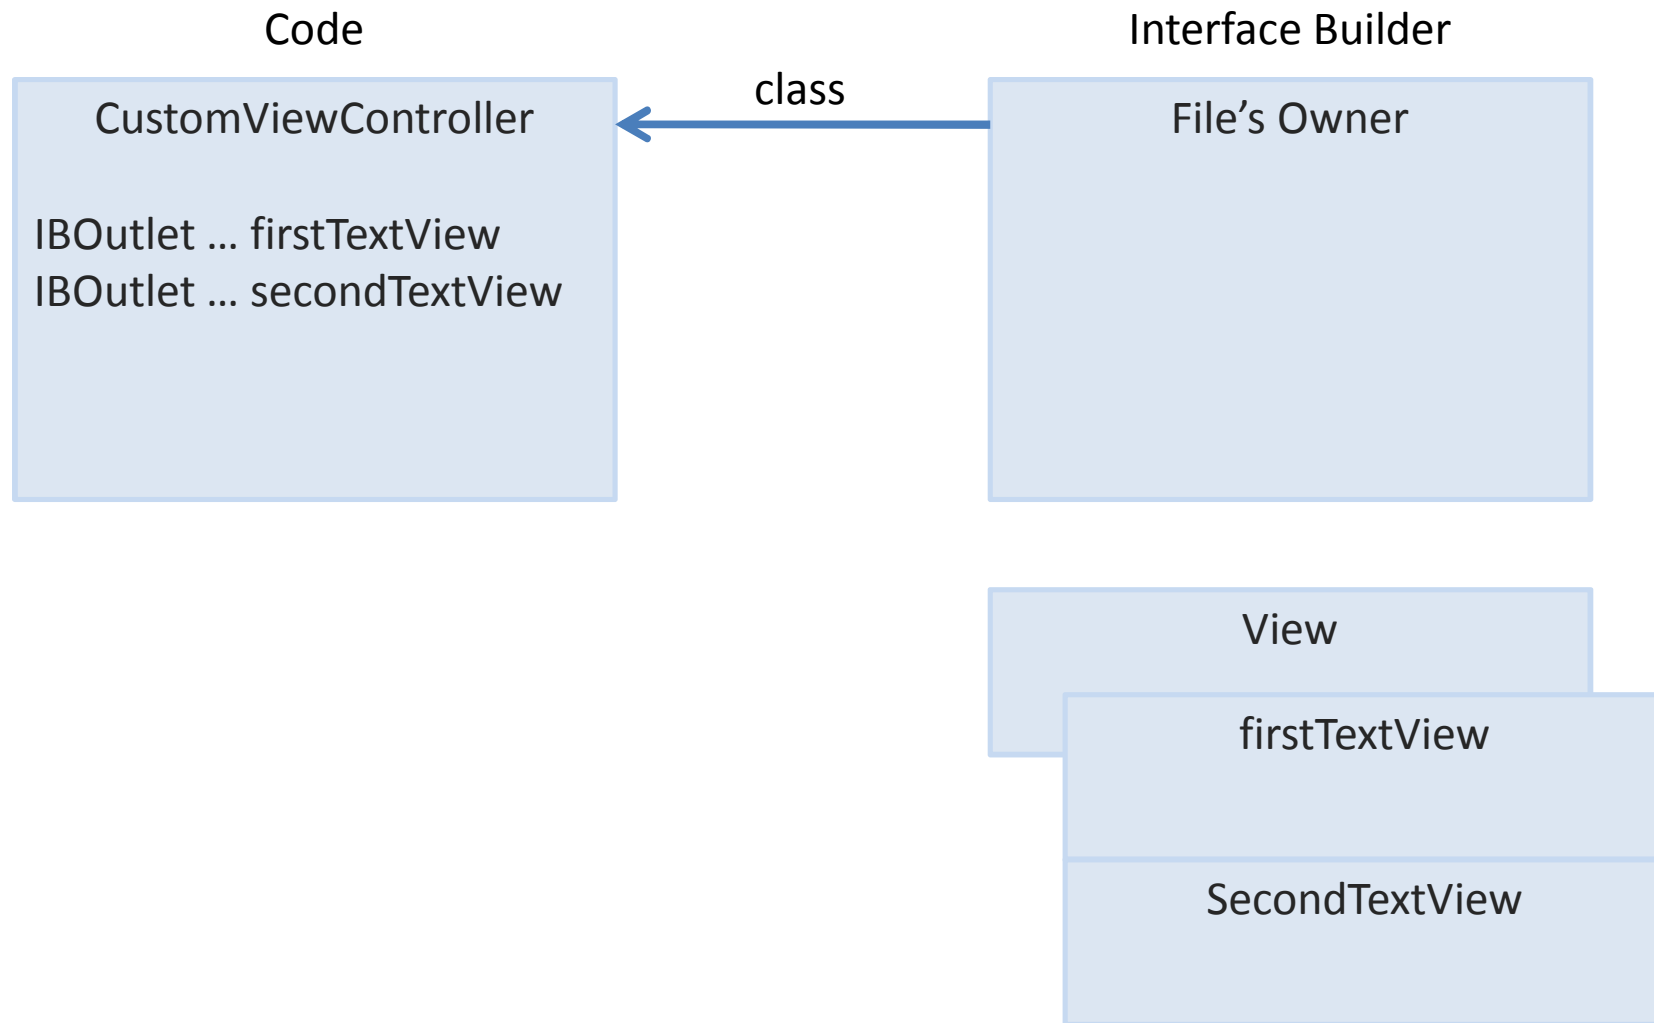 Code
Interface Builder
class
CustomViewController
File’s Owner
IBOutlet … firstTextView
IBOutlet … secondTextView
View
firstTextView
SecondTextView